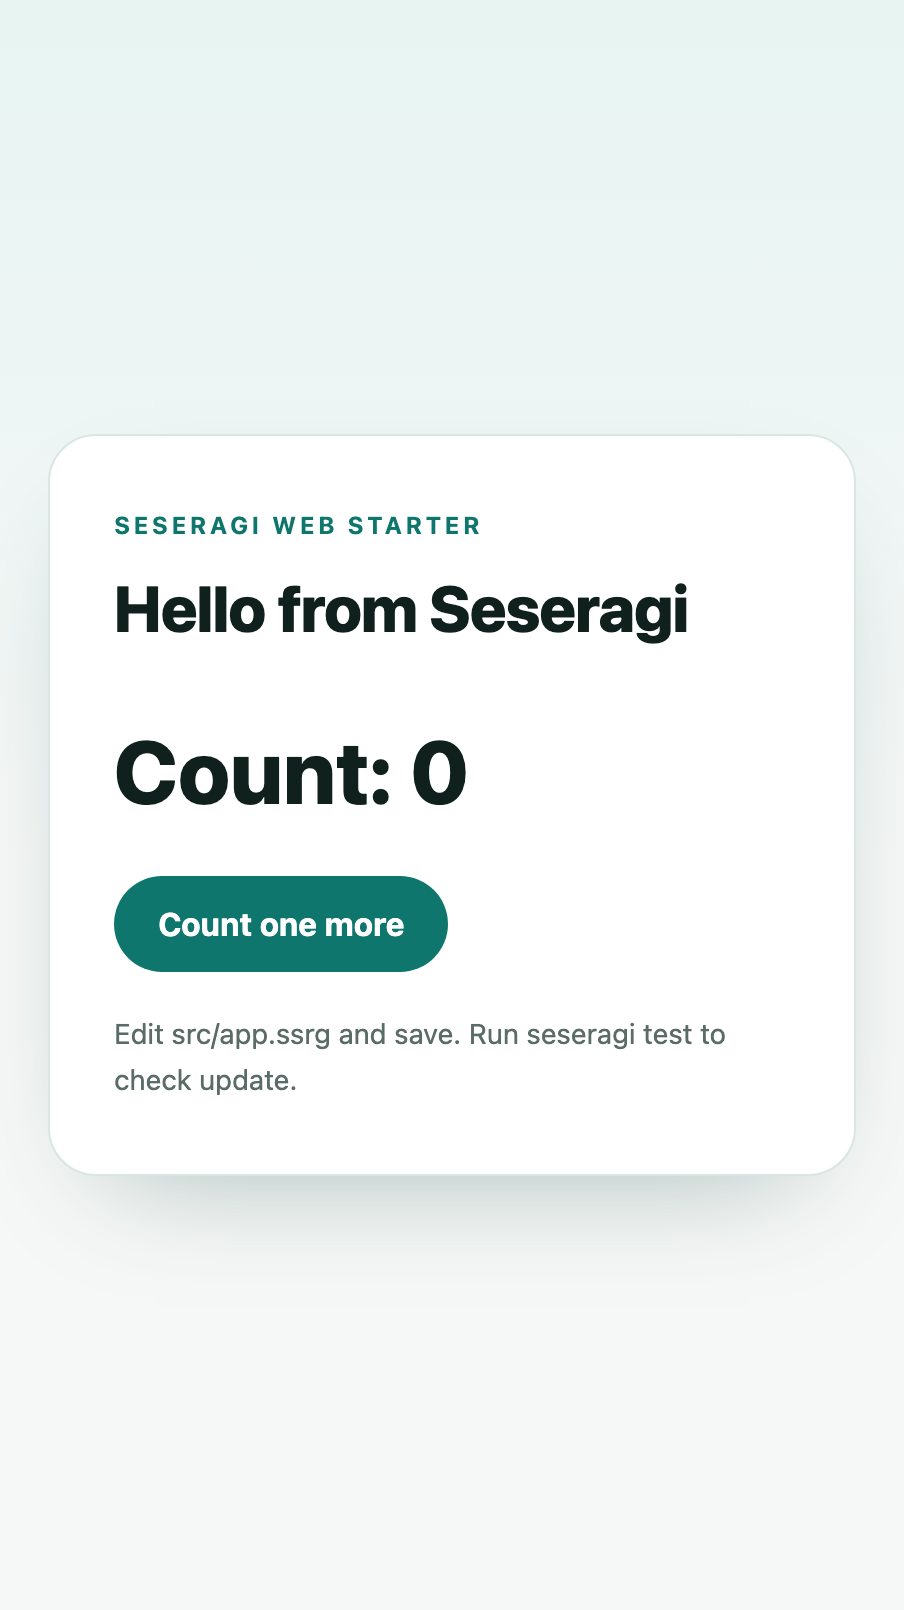 SESERAGI WEB STARTER
Hello from Seseragi
Count: 0
Count one more
Edit src/app.ssrg and save. Run seseragi test to
check update.